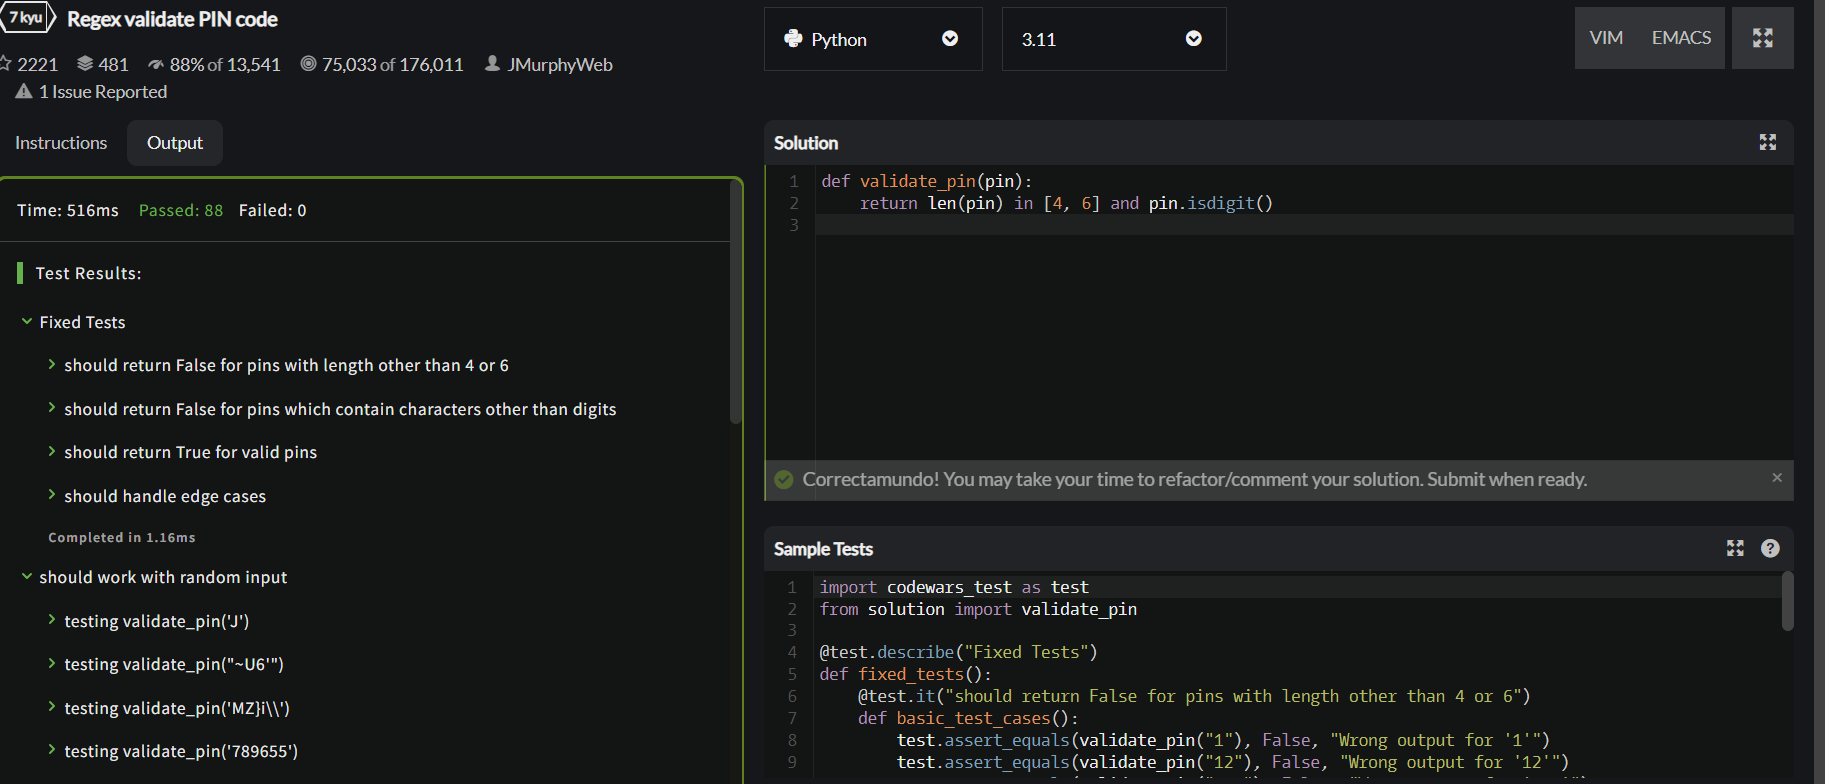 7 kyu Regex validate PIN code
2221 481 88% of 13,541 75,033 of 176,011 JMurphyWeb
1 Issue Reported
Instructions Output
Time: 516ms Passed: 88 Failed: 0
Test Results:
Fixed Tests
should return False for pins with length other than 4 or 6
should return False for pins which contain characters other than digits
should return True for valid pins
should handle edge cases
Completed in 1.16ms
should work with random input
testing validate_pin('J')
testing validate_pin("~U6'")
testing validate_pin('MZ}i\\')
testing validate_pin('789655')
Python 3.11 VIM EMACS
Solution
1 def validate_pin(pin):
2     return len(pin) in [4, 6] and pin.isdigit()
3
Correctamundo! You may take your time to refactor/comment your solution. Submit when ready. ×
Sample Tests ?
1 import codewars_test as test
2 from solution import validate_pin
3
4 @test.describe("Fixed Tests")
5 def fixed_tests():
6     @test.it("should return False for pins with length other than 4 or 6")
7     def basic_test_cases():
8         test.assert_equals(validate_pin("1"), False, "Wrong output for '1'")
9         test.assert_equals(validate_pin("12"), False, "Wrong output for '12'")